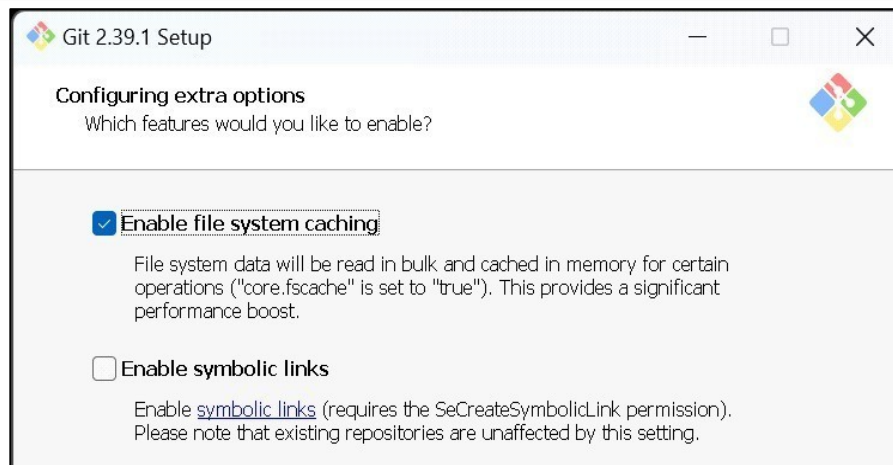 Git 2.39.1 Setup
Configuring extra options
Which features would you like to enable?
Enable file system caching
File system data will be read in bulk and cached in memory for certain
operations ("core.fscache" is set to "true"). This provides a significant
performance boost.
Enable symbolic links
Enable symbolic links (requires the SeCreateSymbolicLink permission).
Please note that existing repositories are unaffected by this setting.